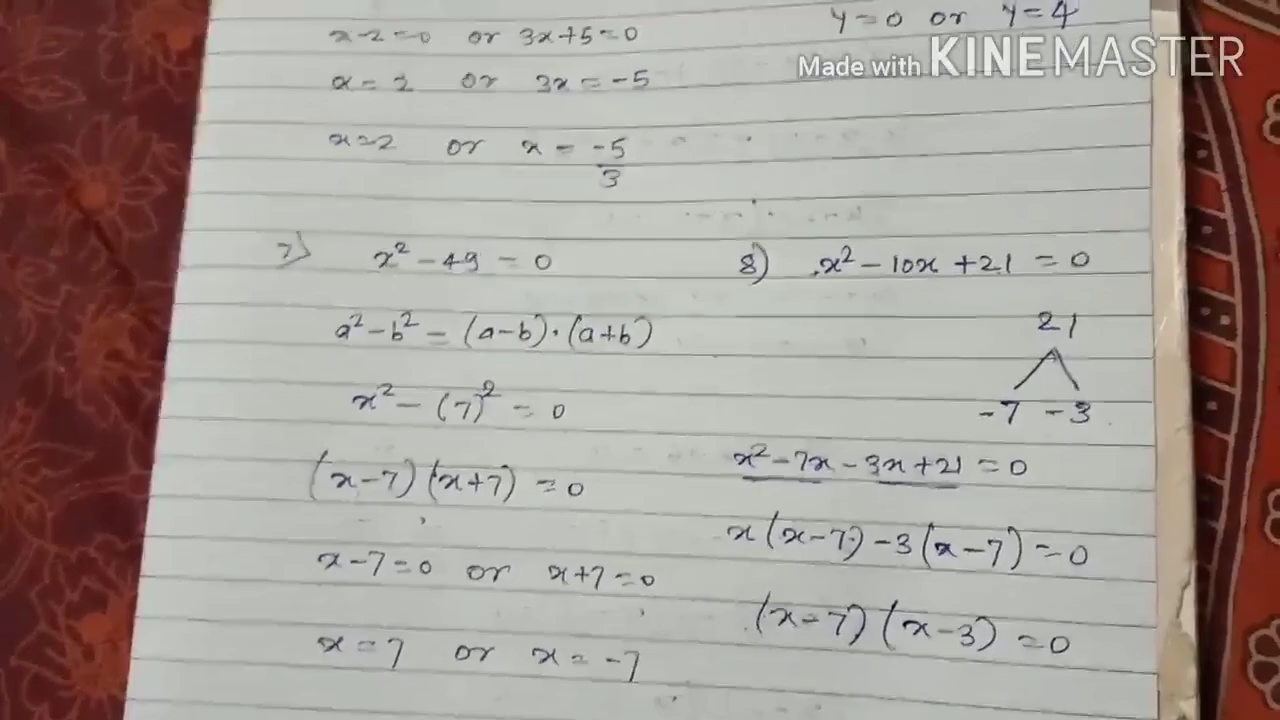 x-2=0 or 3x+5=0
x=2 or 3x=-5
x=2 or x = -5/3
y=0 or y=4
Made with KINEMASTER
7) x² - 49 = 0
a² - b² = (a-b)·(a+b)
x² - (7)² = 0
(x-7)(x+7) = 0
x-7=0 or x+7=0
x=7 or x=-7
8) x² - 10x + 21 = 0
21
-7 -3
x² - 7x - 3x + 21 = 0
x(x-7) - 3(x-7) = 0
(x-7)(x-3) = 0